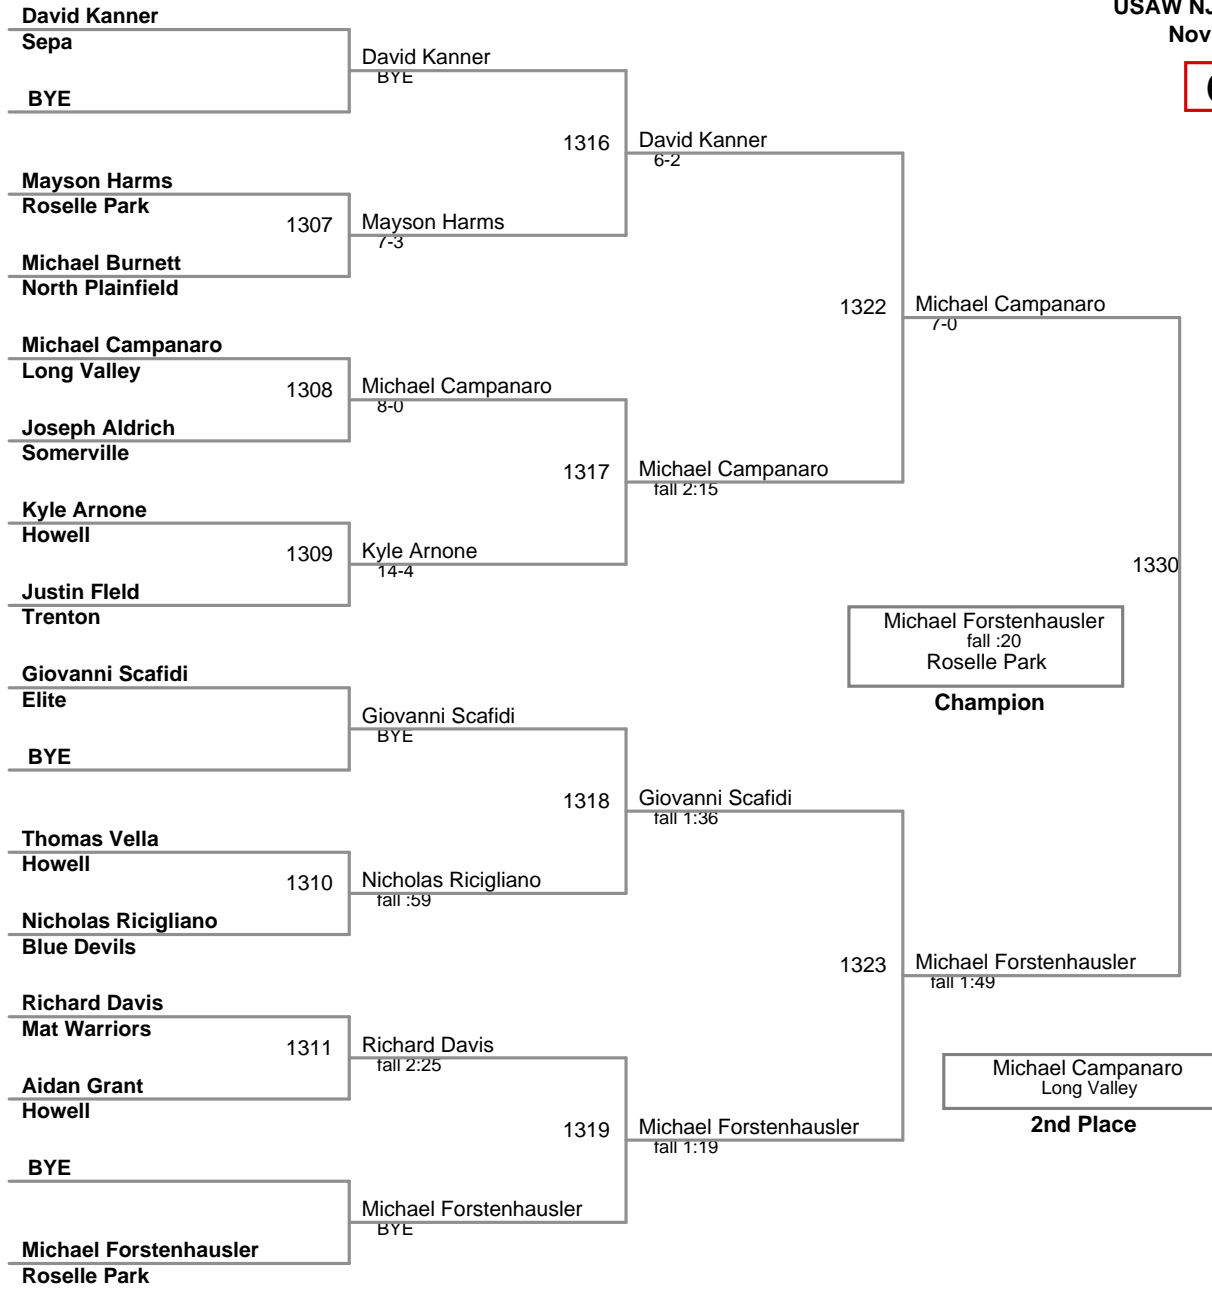 David Kanner
Sepa
BYE
Mayson Harms
Roselle Park
1307
Michael Burnett
North Plainfield
Michael Campanaro
Long Valley
1308
Joseph Aldrich
Somerville
Kyle Arnone
Howell
1309
Justin FIeld
Trenton
Giovanni Scafidi
Elite
BYE
Thomas Vella
Howell
1310
Nicholas Ricigliano
Blue Devils
Richard Davis
Mat Warriors
1311
Aidan Grant
Howell
BYE
Michael Forstenhausler
Roselle Park
David Kanner
BYE
1316
Mayson Harms
7-3
Michael Campanaro
8-0
1317
Kyle Arnone
14-4
Giovanni Scafidi
BYE
1318
Nicholas Ricigliano
fall :59
Richard Davis
fall 2:25
1319
Michael Forstenhausler
BYE
David Kanner
6-2
1322
Michael Campanaro
fall 2:15
Giovanni Scafidi
fall 1:36
1323
Michael Forstenhausler
fall 1:19
USAW NJ
Nov
Michael Campanaro
7-0
1330
Michael Forstenhausler
fall :20
Roselle Park
Champion
Michael Forstenhausler
fall 1:49
Michael Campanaro
Long Valley
2nd Place